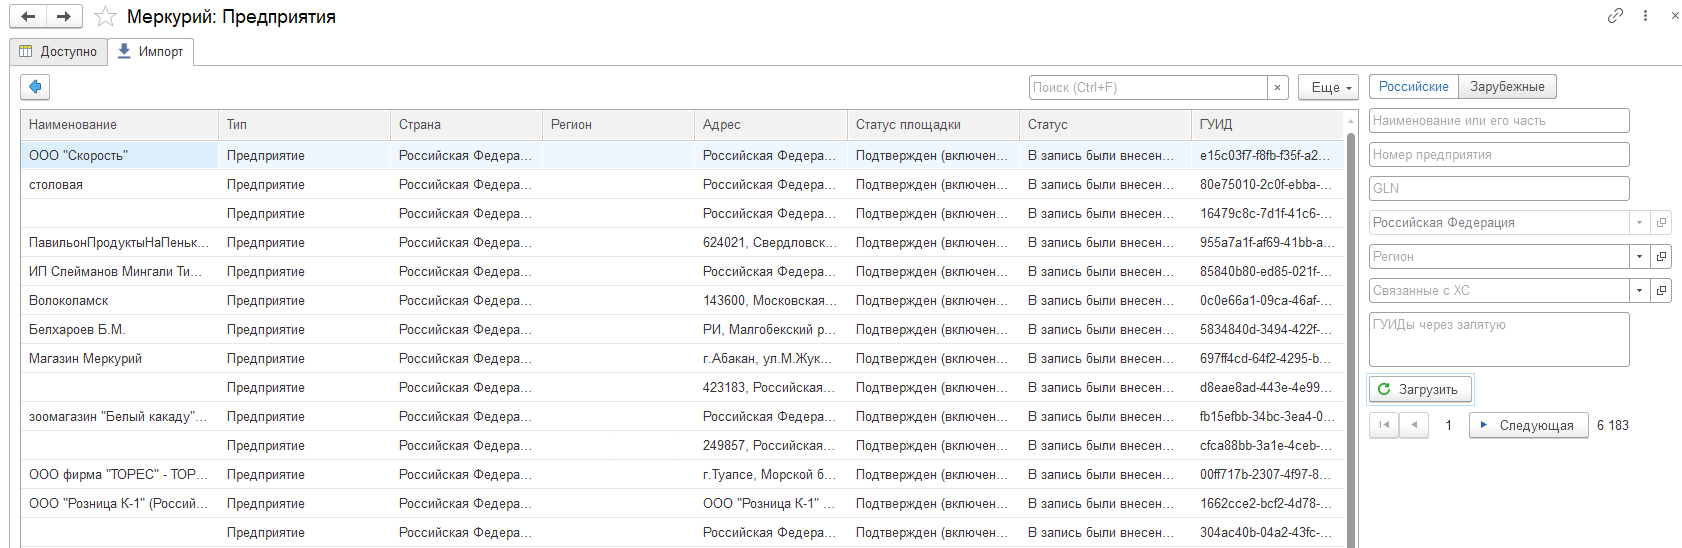 Меркурий: Предприятия
Доступно Импорт
Поиск (Ctrl+F) × Еще Российские Зарубежные
Наименование Тип Страна Регион Адрес Статус площадки Статус ГУИД
ООО "Скорость" Предприятие Российская Федера... Российская Федера... Подтвержден (включен... В запись были внесен... e15c03f7-f8fb-f35f-a2...
столовая Предприятие Российская Федера... Российская Федера... Подтвержден (включен... В запись были внесен... 80e75010-2c0f-ebba-...
Предприятие Российская Федера... Российская Федера... Подтвержден (включен... В запись были внесен... 16479c8c-7d1f-41c6-...
ПавильонПродуктыНаПеньк... Предприятие Российская Федера... 624021, Свердловск... Подтвержден (включен... В запись были внесен... 955a7a1f-af69-41bb-a...
ИП Слейманов Мингали Ти... Предприятие Российская Федера... Российская Федера... Подтвержден (включен... В запись были внесен... 85840b80-ed85-021f-...
Волоколамск Предприятие Российская Федера... 143600, Московская... Подтвержден (включен... В запись были внесен... 0c0e66a1-09ca-46af-...
Белхароев Б.М. Предприятие Российская Федера... РИ, Малгобекский р... Подтвержден (включен... В запись были внесен... 5834840d-3494-422f-...
Магазин Меркурий Предприятие Российская Федера... г.Абакан, ул.М.Жук... Подтвержден (включен... В запись были внесен... 697ff4cd-64f2-4295-b...
Предприятие Российская Федера... 423183, Российская... Подтвержден (включен... В запись были внесен... d8eae8ad-443e-4e99...
зоомагазин "Белый какаду"... Предприятие Российская Федера... Российская Федера... Подтвержден (включен... В запись были внесен... fb15efbb-34bc-3ea4-0...
Предприятие Российская Федера... 249857, Российская... Подтвержден (включен... В запись были внесен... cfca88bb-3a1e-4ceb-...
ООО фирма "ТОРЕС" - ТОР... Предприятие Российская Федера... г.Туапсе, Морской б... Подтвержден (включен... В запись были внесен... 00ff717b-2307-4f97-8...
ООО "Розница К-1" (Россий... Предприятие Российская Федера... ООО "Розница К-1" ... Подтвержден (включен... В запись были внесен... 1662cce2-bcf2-4d78-...
Предприятие Российская Федера... Российская Федера... Подтвержден (включен... В запись были внесен... 304ac40b-04a2-43fc-...
Наименование или его часть
Номер предприятия
GLN
Российская Федерация
Регион
Связанные с ХС
ГУИДы через запятую
Загрузить
1 Следующая 6 183